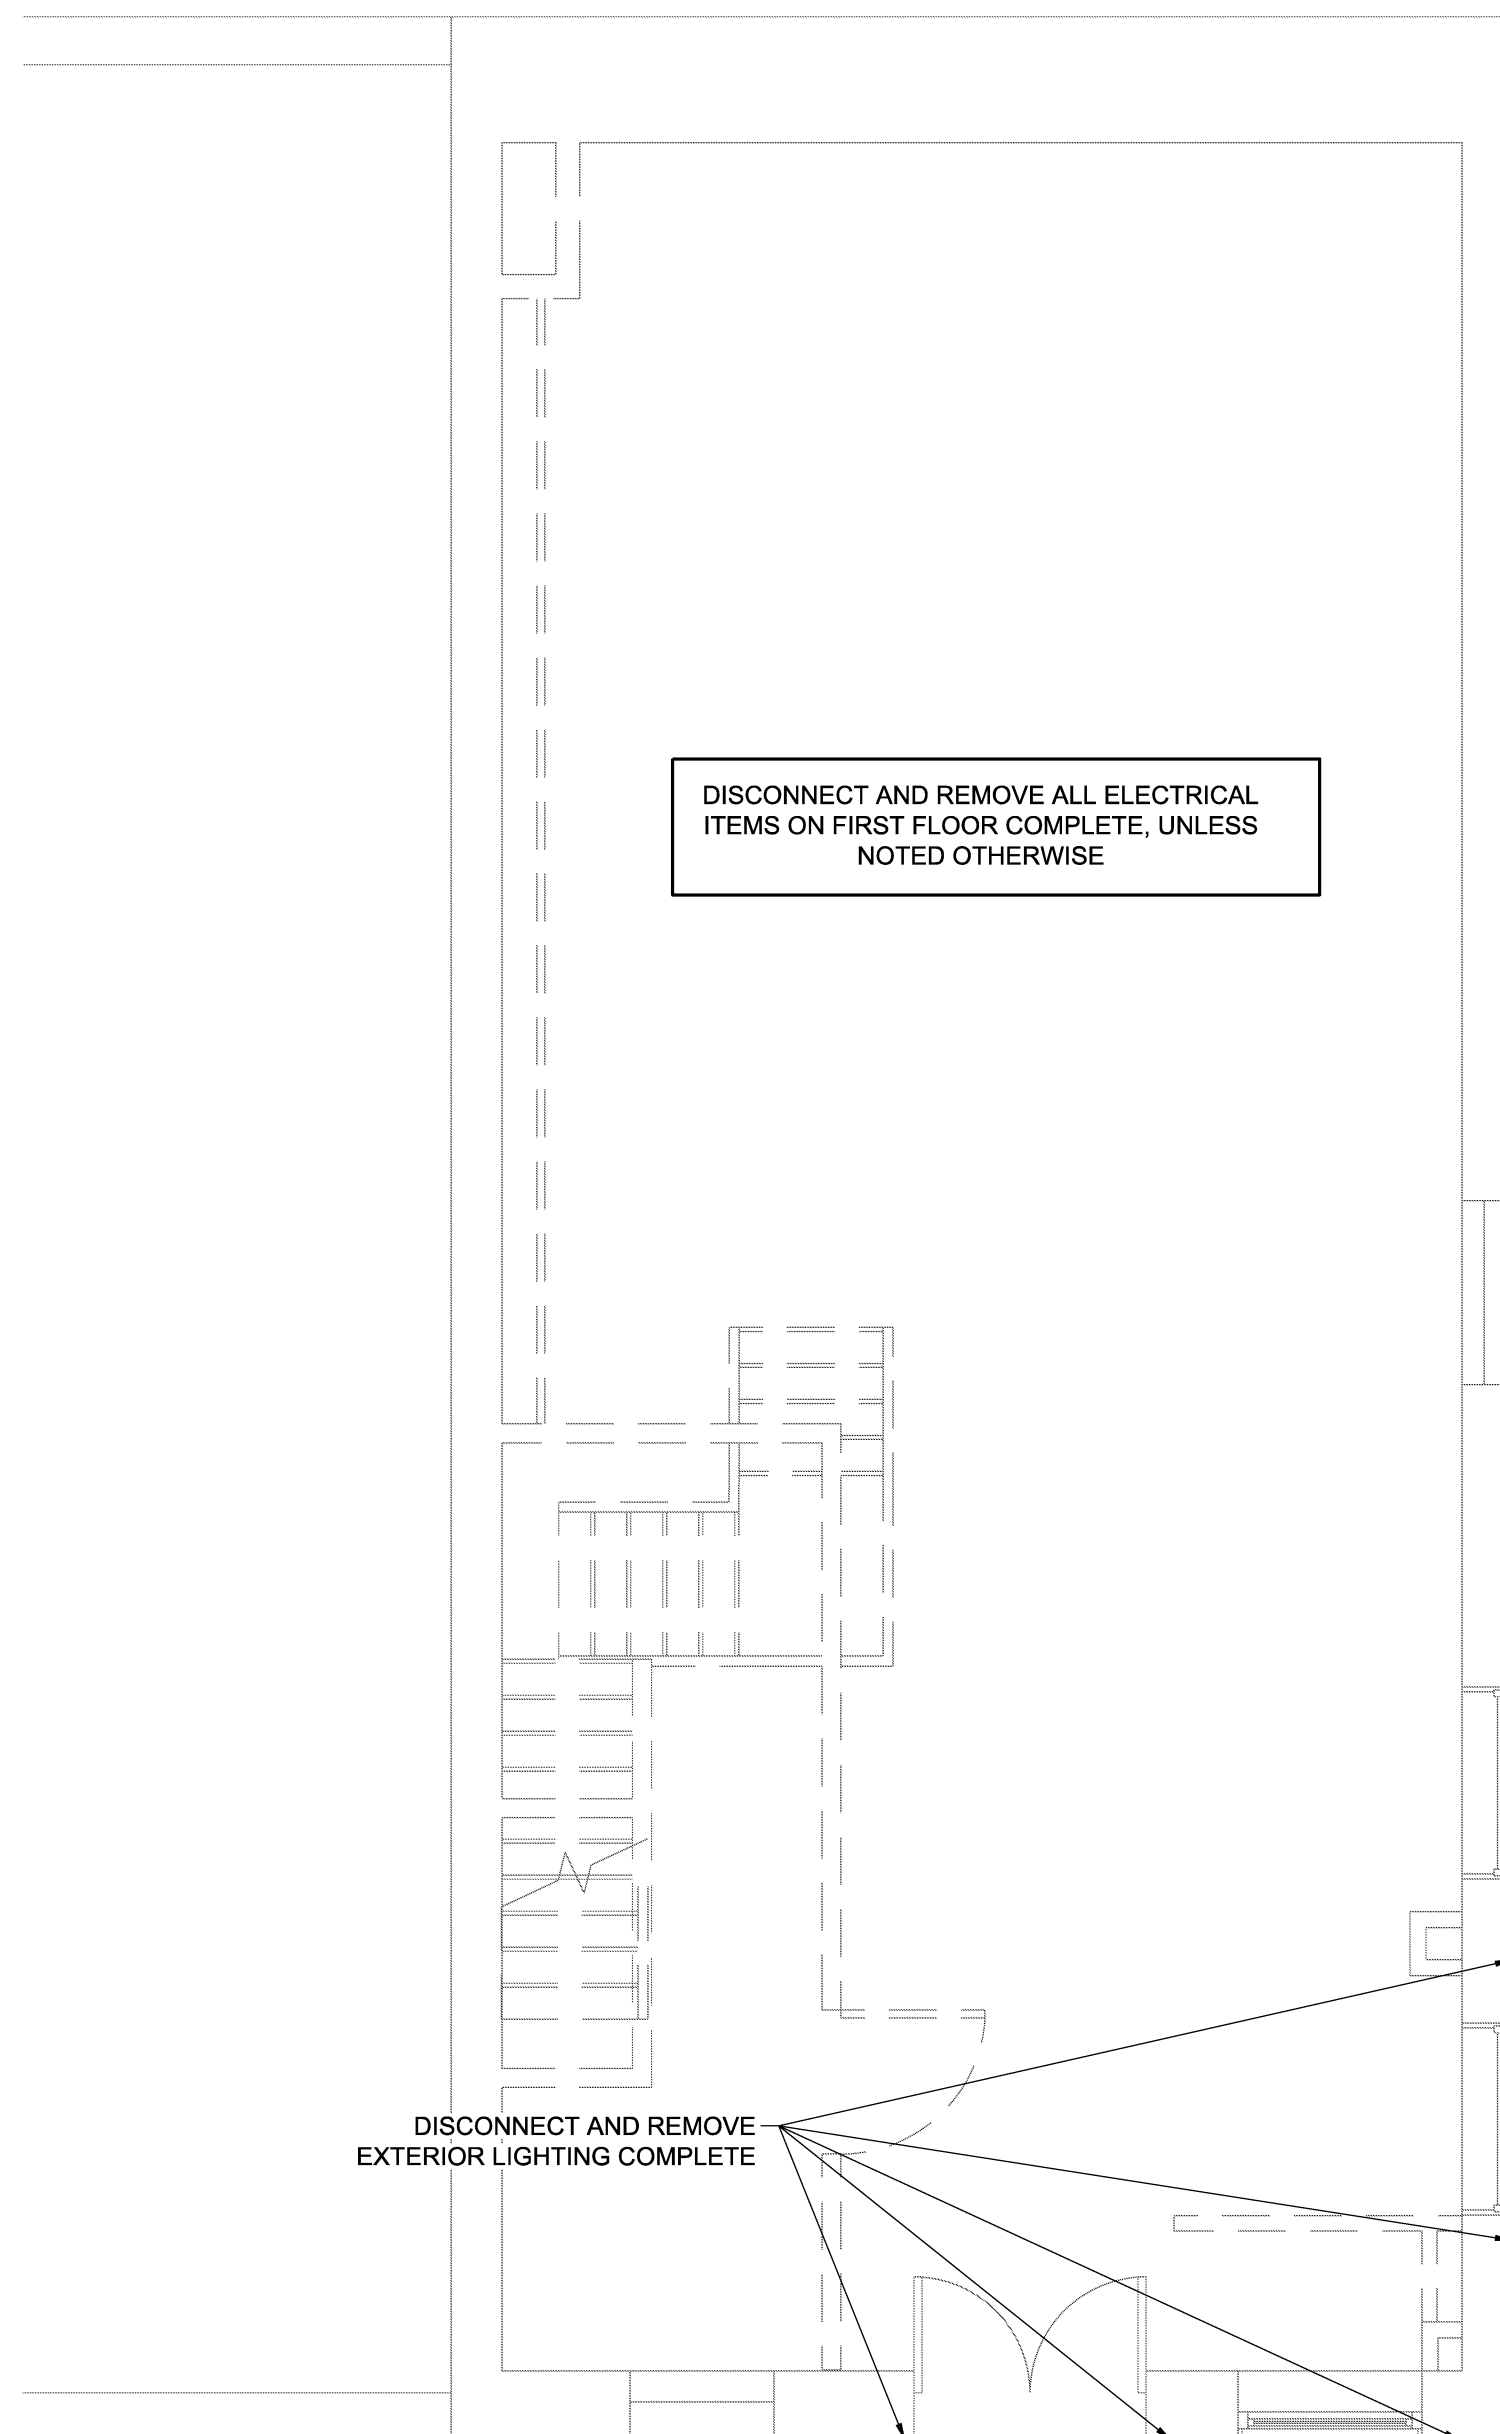 DISCONNECT AND REMOVE ALL ELECTRICAL
ITEMS ON FIRST FLOOR COMPLETE, UNLESS
NOTED OTHERWISE
DISCONNECT AND REMOVE
EXTERIOR LIGHTING COMPLETE